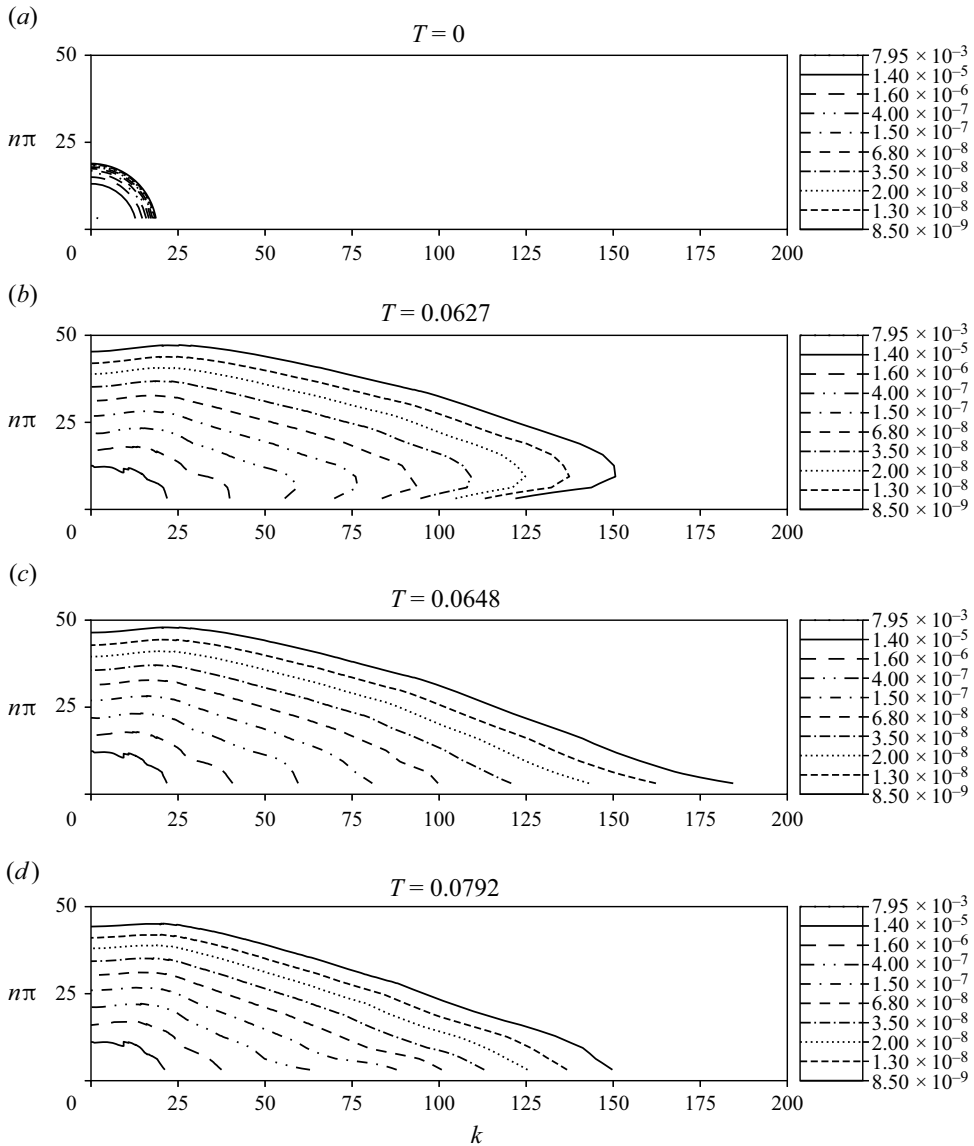 (a)
T = 0
50
25
nπ
0
25
50
75
100
125
150
175
200
7.95 × 10⁻³
1.40 × 10⁻⁵
1.60 × 10⁻⁶
4.00 × 10⁻⁷
1.50 × 10⁻⁷
6.80 × 10⁻⁸
3.50 × 10⁻⁸
2.00 × 10⁻⁸
1.30 × 10⁻⁸
8.50 × 10⁻⁹
(b)
T = 0.0627
50
25
nπ
0
25
50
75
100
125
150
175
200
7.95 × 10⁻³
1.40 × 10⁻⁵
1.60 × 10⁻⁶
4.00 × 10⁻⁷
1.50 × 10⁻⁷
6.80 × 10⁻⁸
3.50 × 10⁻⁸
2.00 × 10⁻⁸
1.30 × 10⁻⁸
8.50 × 10⁻⁹
(c)
T = 0.0648
50
25
nπ
0
25
50
75
100
125
150
175
200
7.95 × 10⁻³
1.40 × 10⁻⁵
1.60 × 10⁻⁶
4.00 × 10⁻⁷
1.50 × 10⁻⁷
6.80 × 10⁻⁸
3.50 × 10⁻⁸
2.00 × 10⁻⁸
1.30 × 10⁻⁸
8.50 × 10⁻⁹
(d)
T = 0.0792
50
25
nπ
0
25
50
75
100
125
150
175
200
k
7.95 × 10⁻³
1.40 × 10⁻⁵
1.60 × 10⁻⁶
4.00 × 10⁻⁷
1.50 × 10⁻⁷
6.80 × 10⁻⁸
3.50 × 10⁻⁸
2.00 × 10⁻⁸
1.30 × 10⁻⁸
8.50 × 10⁻⁹